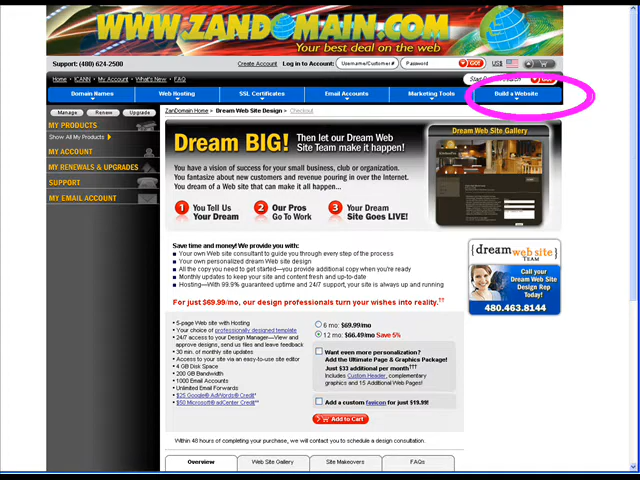 WWW.ZANDOMAIN.COM
Your best deal on the web
Support: (480) 624-2500
Create Account Log in to Account: Username/Customer # Password GO! US$
Home ICANN My Account What's New FAQ
Domain Names Web Hosting SSL Certificates Email Accounts Marketing Tools Build a Website
Manage Renew Upgrade
ZanDomain Home > Dream Web Site Design > Checkout
MY PRODUCTS
Show All My Products
MY ACCOUNT
MY RENEWALS & UPGRADES
SUPPORT
MY EMAIL ACCOUNT
Dream BIG! Then let our Dream Web Site Team make it happen!
You have a vision of success for your small business, club or organization.
You fantasize about new customers and revenue pouring in over the Internet.
You dream of a Web site that can make it all happen...
1 You Tell Us Your Dream
2 Our Pros Go To Work
3 Your Dream Site Goes LIVE!
Dream Web Site Gallery
Save time and money! We provide you with:
Your own Web site consultant to guide you through every step of the process
Your own personalized dream Web site design
All the copy you need to get started—you provide additional copy when you're ready
Monthly updates to keep your site and content fresh and up-to-date
Hosting—With 99.9% guaranteed uptime and 24/7 support, your site is always up and running
For just $69.99/mo, our design professionals turn your wishes into reality.††
{dream web site
TEAM }
Call your
Dream Web
Site Design
Rep Today!
480.463.8144
5-page Web site with Hosting
Your choice of professionally designed template
24/7 access to your Design Manager—View and
approve designs, send us files and leave feedback
30 min. of monthly site updates
Access to your site via an easy-to-use site editor
4 GB Disk Space
200 GB Bandwidth
1000 Email Accounts
Unlimited Email Forwards
$25 Google® AdWords® Credit*
$50 Microsoft® adCenter Credit**
6 mo: $69.99/mo
12 mo: $66.49/mo Save 5%
Want even more personalization?
Add the Ultimate Page & Graphics Package!
Just $33 additional per month†††
Includes Custom Header, complementary
graphics and 15 Additional Web Pages!
Add a custom favicon for just $19.99!
Add to Cart
Within 48 hours of completing your purchase, we will contact you to schedule a design consultation.
Overview Web Site Gallery Site Makeovers FAQs